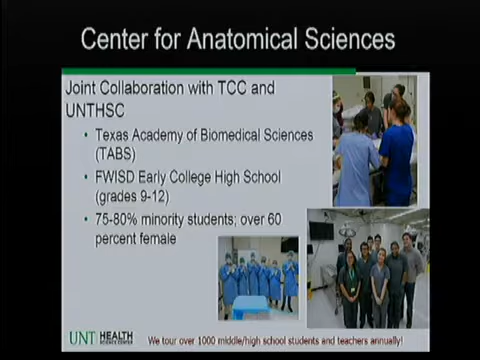 Center for Anatomical Sciences
Joint Collaboration with TCC and
UNTHSC
• Texas Academy of Biomedical Sciences
(TABS)
• FWISD Early College High School
(grades 9-12)
• 75-80% minority students; over 60
percent female
UNT HEALTH
SCIENCE CENTER
We tour over 1000 middle/high school students and teachers annually!